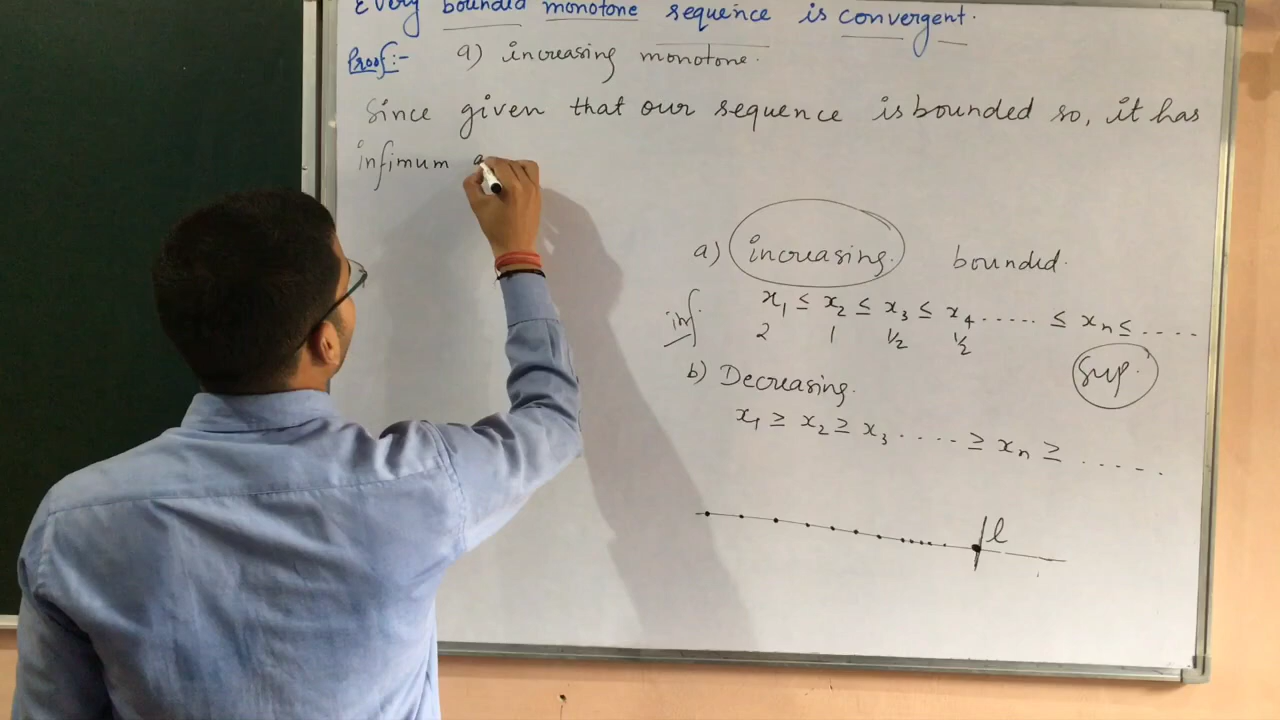 Every bounded monotone sequence is convergent.
Proof:- a) increasing monotone.
Since given that our sequence is bounded so, it has
infimum a
a) increasing. bounded.
inf. x₁ ≤ x₂ ≤ x₃ ≤ x₄ ..... ≤ xₙ ≤ ....
2 1 1/2 1/2
sup.
b) Decreasing.
x₁ ≥ x₂ ≥ x₃ ..... ≥ xₙ ≥ .....
l